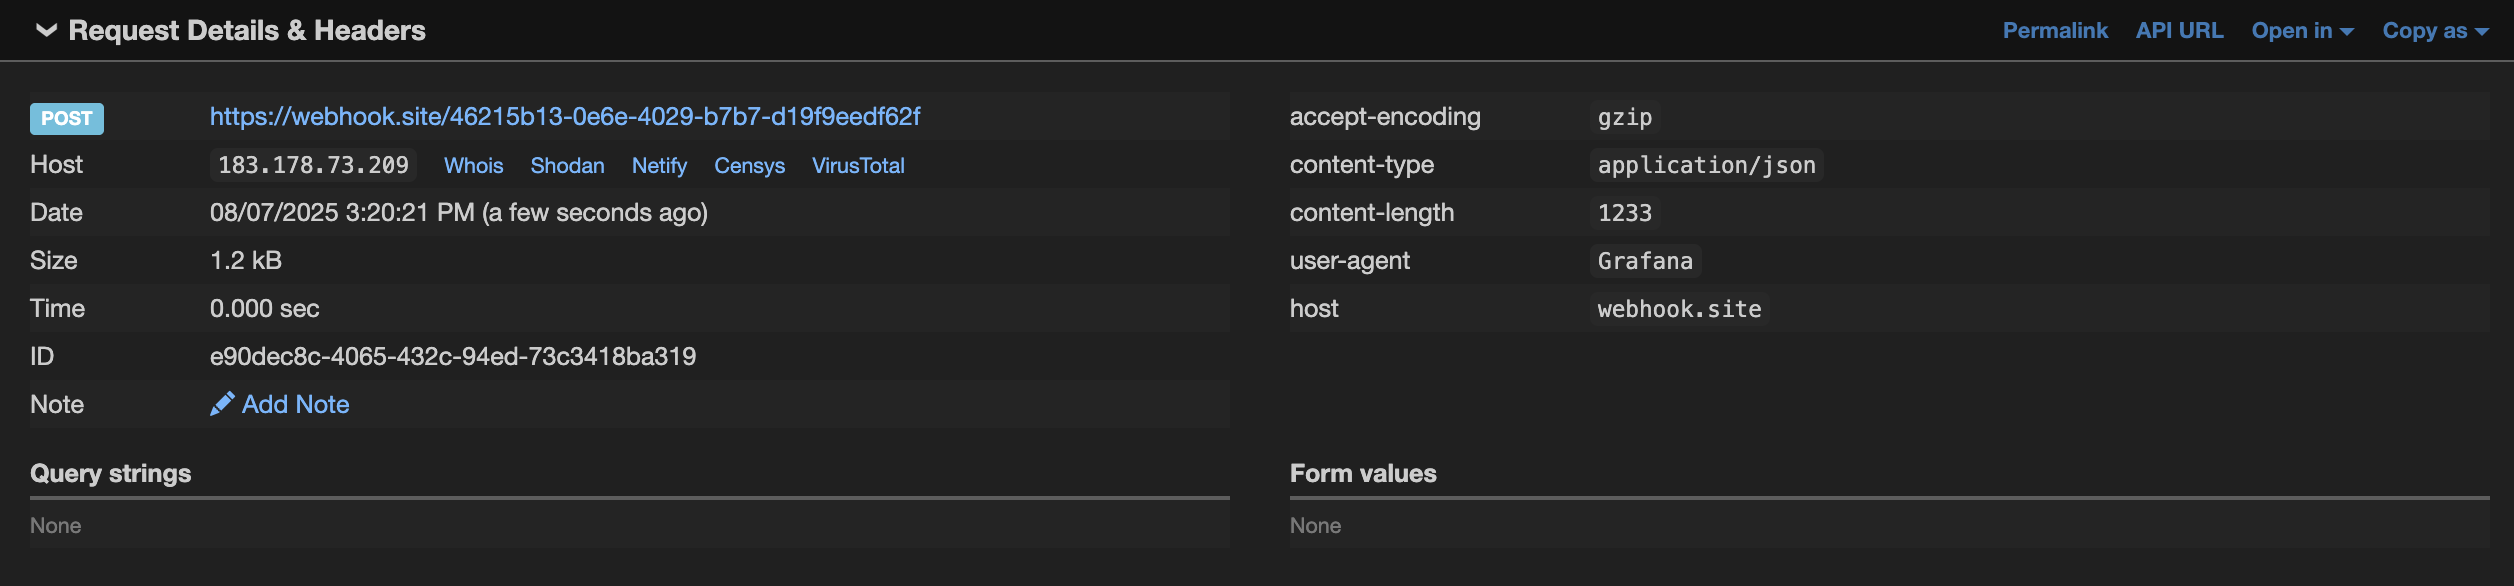 Request Details & Headers
Permalink API URL Open in Copy as
POST https://webhook.site/46215b13-0e6e-4029-b7b7-d19f9eedf62f
Host 183.178.73.209 Whois Shodan Netify Censys VirusTotal
Date 08/07/2025 3:20:21 PM (a few seconds ago)
Size 1.2 kB
Time 0.000 sec
ID e90dec8c-4065-432c-94ed-73c3418ba319
Note Add Note
accept-encoding gzip
content-type application/json
content-length 1233
user-agent Grafana
host webhook.site
Query strings
None
Form values
None